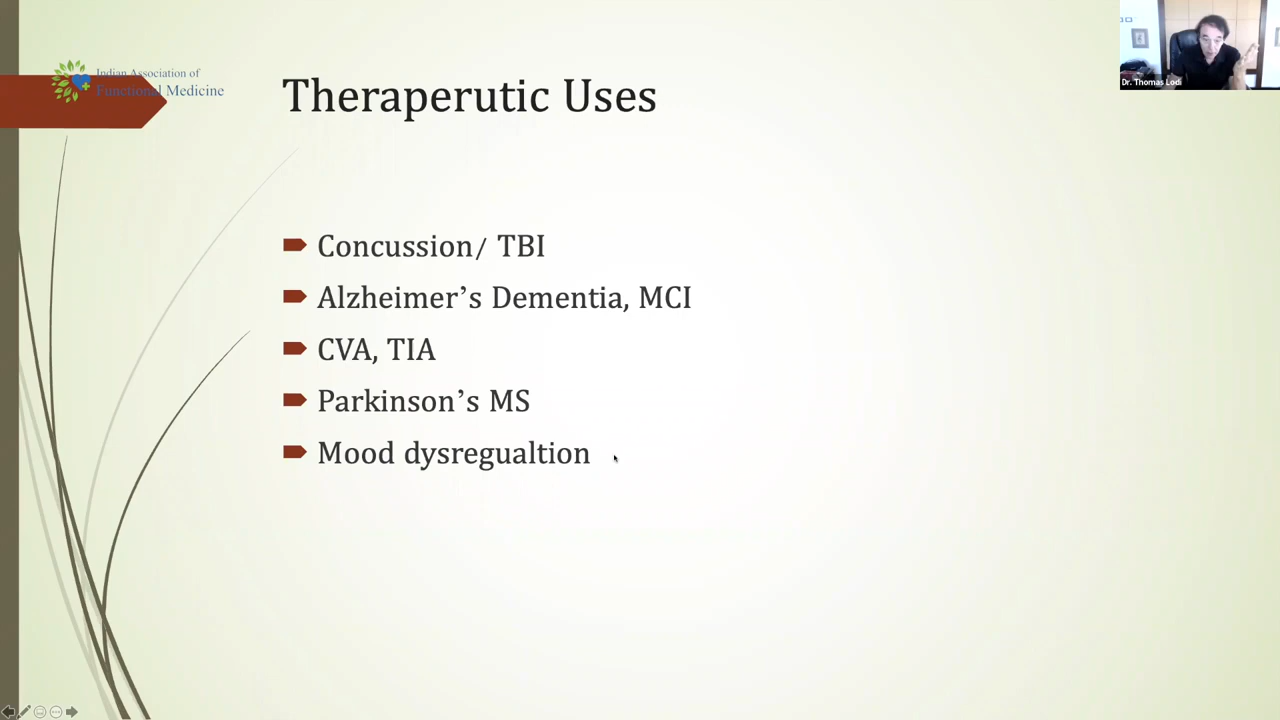 Indian Association of
Functional Medicine
Theraperutic Uses
Concussion/ TBI
Alzheimer’s Dementia, MCI
CVA, TIA
Parkinson’s MS
Mood dysregualtion
Dr. Thomas Lodi